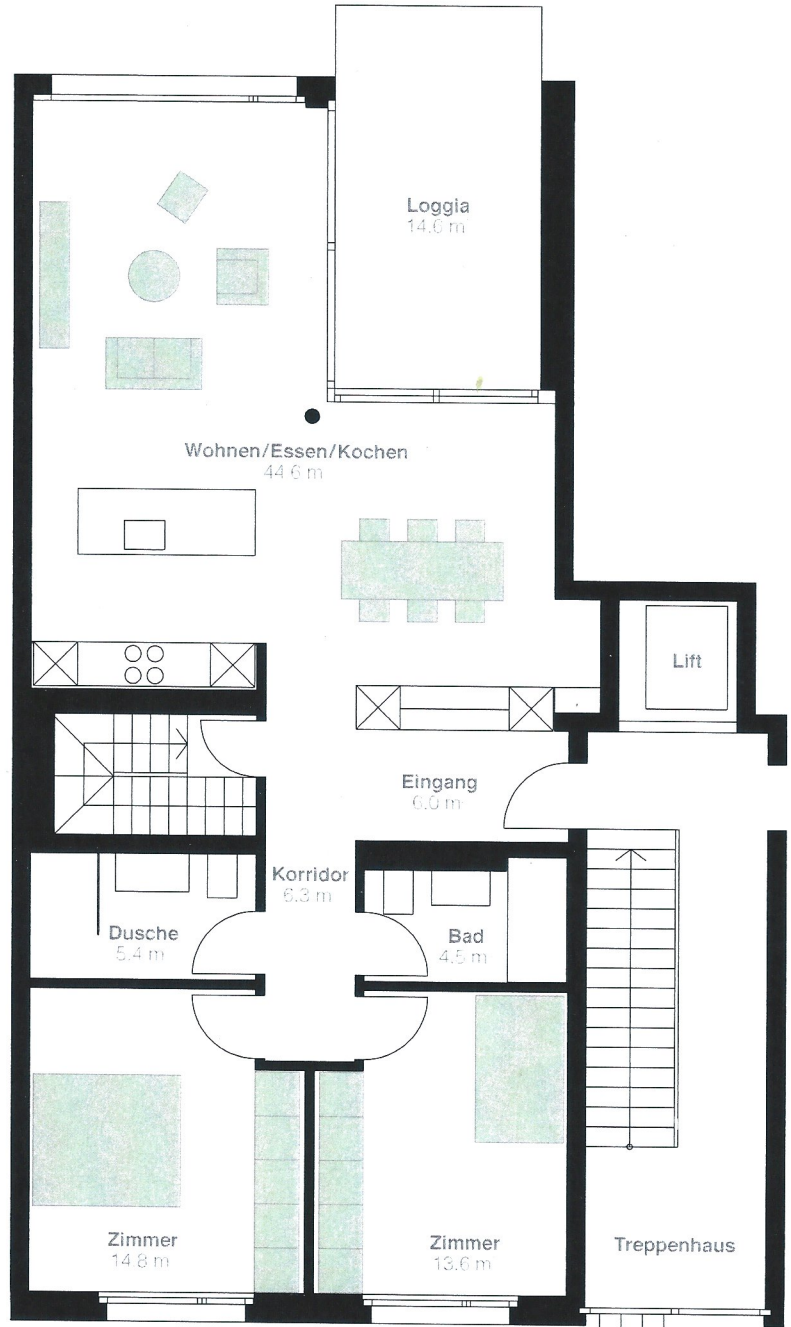 Loggia
14.6 m
Wohnen/Essen/Kochen
44.6 m
Lift
Eingang
6.0 m
Korridor
6.3 m
Dusche
5.4 m
Bad
4.5 m
Zimmer
14.8 m
Zimmer
13.6 m
Treppenhaus